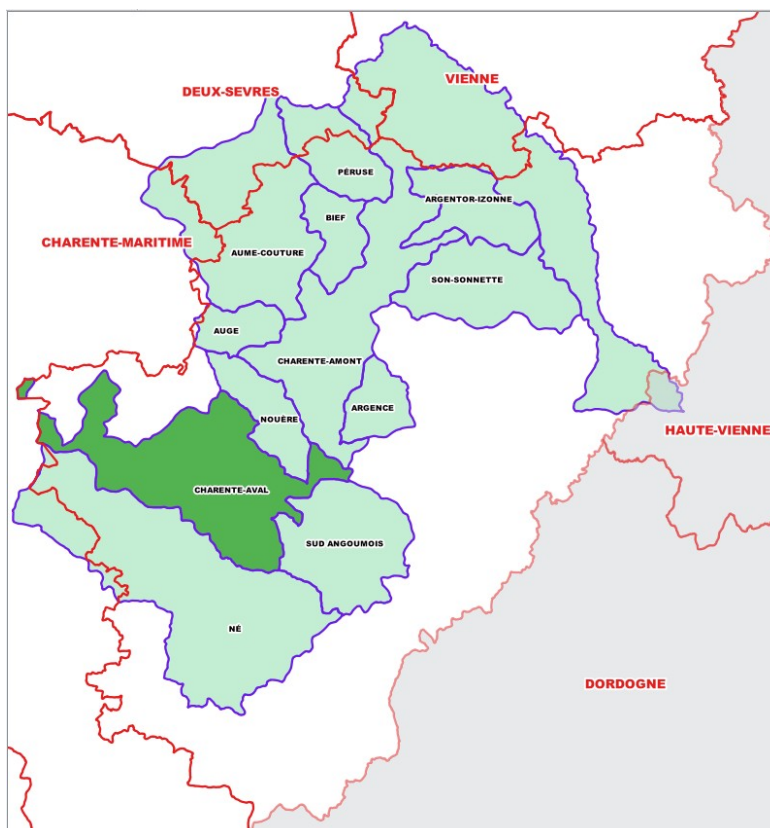 VIENNE
DEUX-SEVRES
PÉRUSE
ARGENTOR-IZONNE
BIEF
CHARENTE-MARITIME
AUME-COUTURE
SON-SONNETTE
AUGE
CHARENTE-AMONT
ARGENCE
NOUÈRE
HAUTE-VIENNE
CHARENTE-AVAL
SUD ANGOUMOIS
NÉ
DORDOGNE